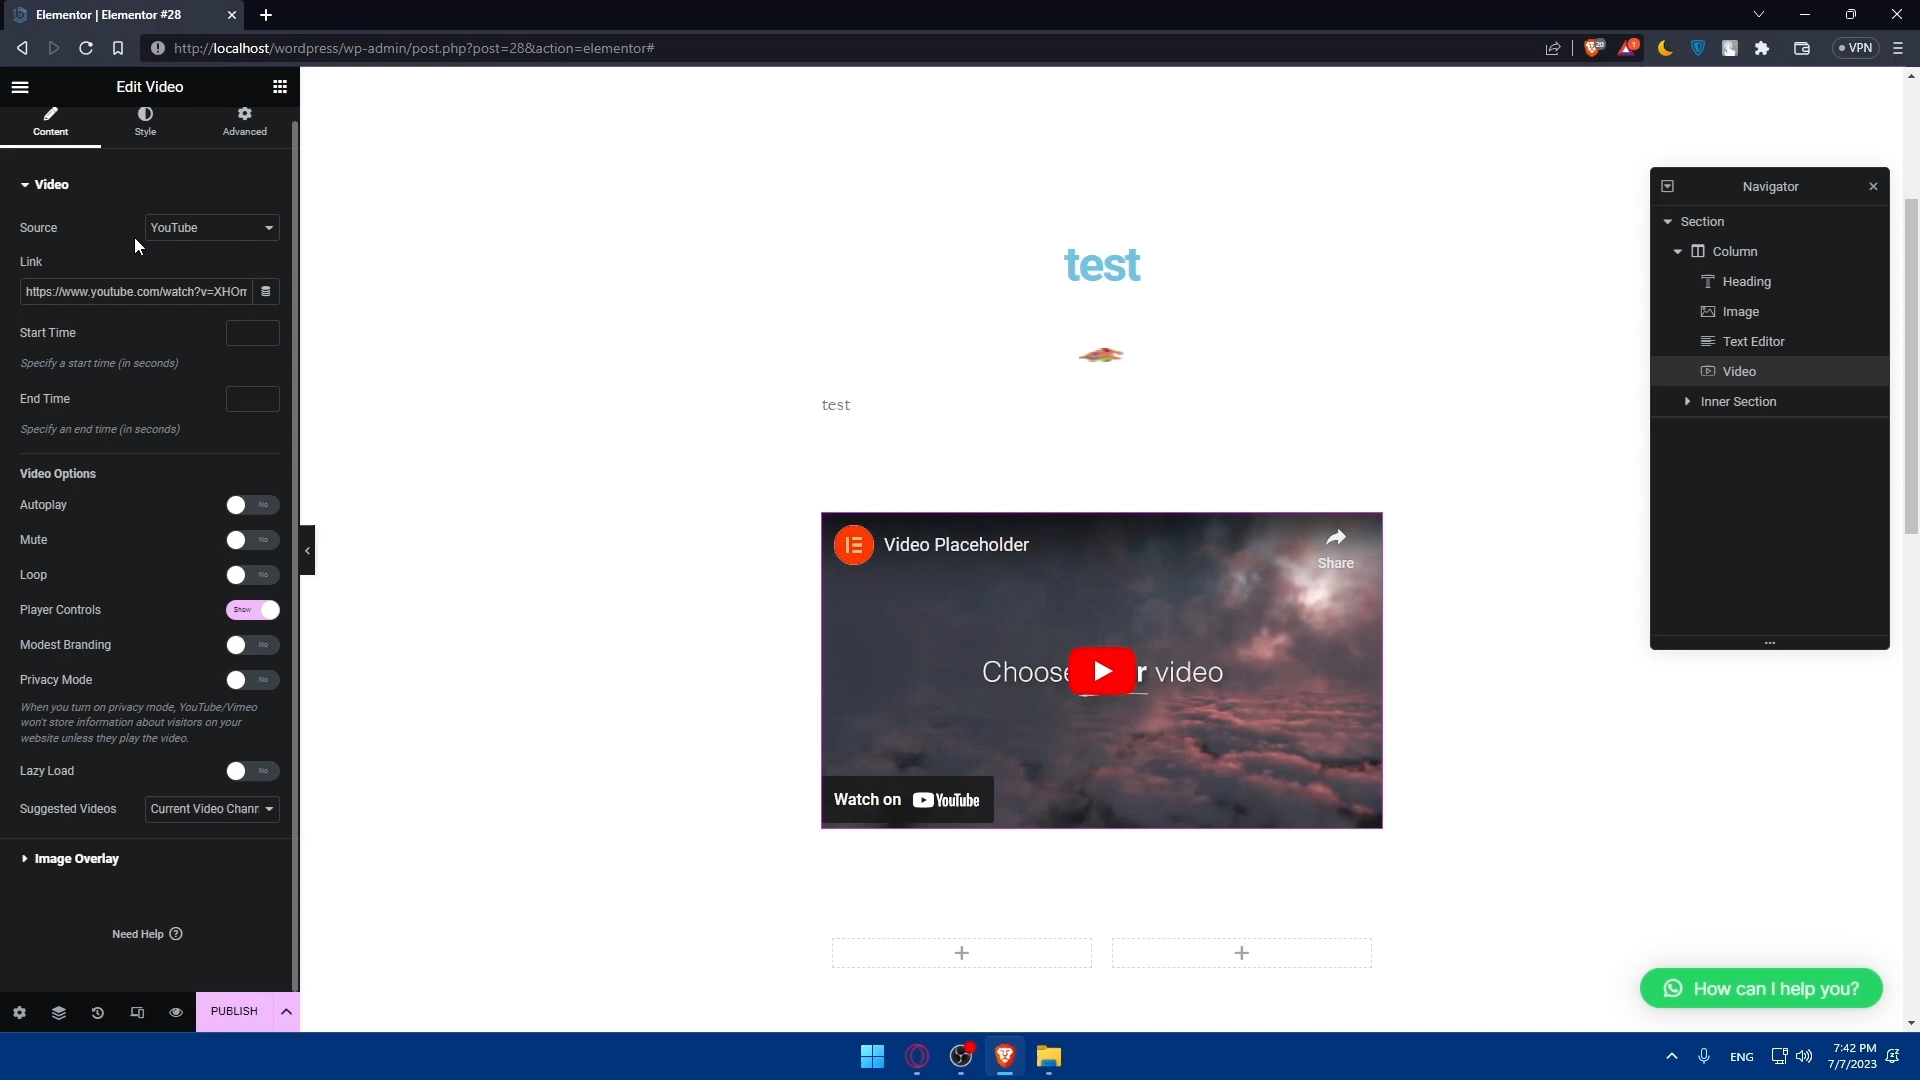 Elementor | Elementor #28
http://localhost/wordpress/wp-admin/post.php?post=28&action=elementor#
20
1
VPN
Edit Video
Content
Style
Advanced
Video
Source
YouTube
Link
https://www.youtube.com/watch?v=XHOm
Start Time
Specify a start time (in seconds)
End Time
Specify an end time (in seconds)
Video Options
Autoplay
No
Mute
No
Loop
No
Player Controls
Show
Modest Branding
No
Privacy Mode
No
When you turn on privacy mode, YouTube/Vimeo
won't store information about visitors on your
website unless they play the video.
Lazy Load
No
Suggested Videos
Current Video Chanr
Image Overlay
Need Help
PUBLISH
test
test
Video Placeholder
Share
Choose r video
Watch on YouTube
Navigator
Section
Column
Heading
Image
Text Editor
Video
Inner Section
How can I help you?
ENG
7:42 PM
7/7/2023